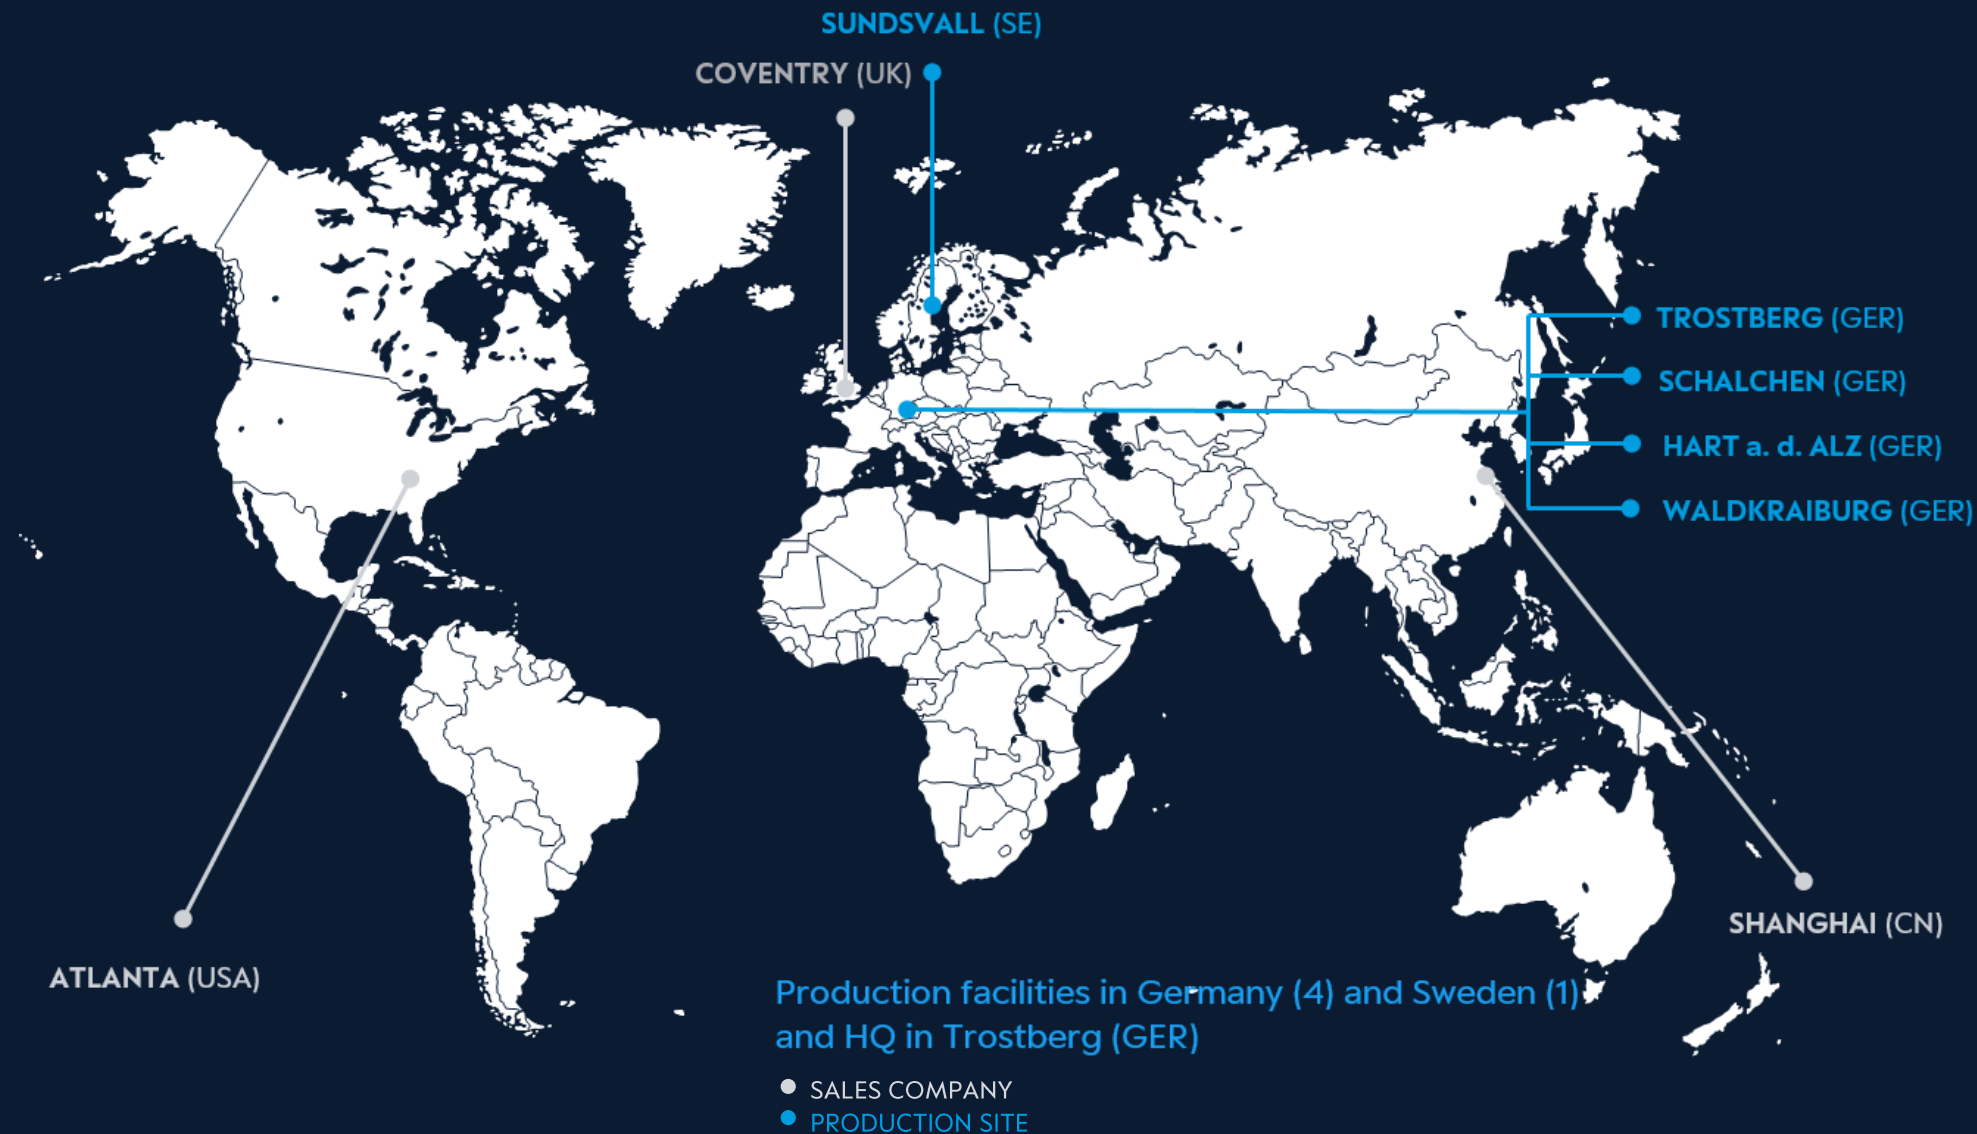 SUNDSVALL (SE)
COVENTRY (UK)
TROSTBERG (GER)
SCHALCHEN (GER)
HART a. d. ALZ (GER)
WALDKRAIBURG (GER)
SHANGHAI (CN)
ATLANTA (USA)
Production facilities in Germany (4) and Sweden (1)
and HQ in Trostberg (GER)
SALES COMPANY
PRODUCTION SITE